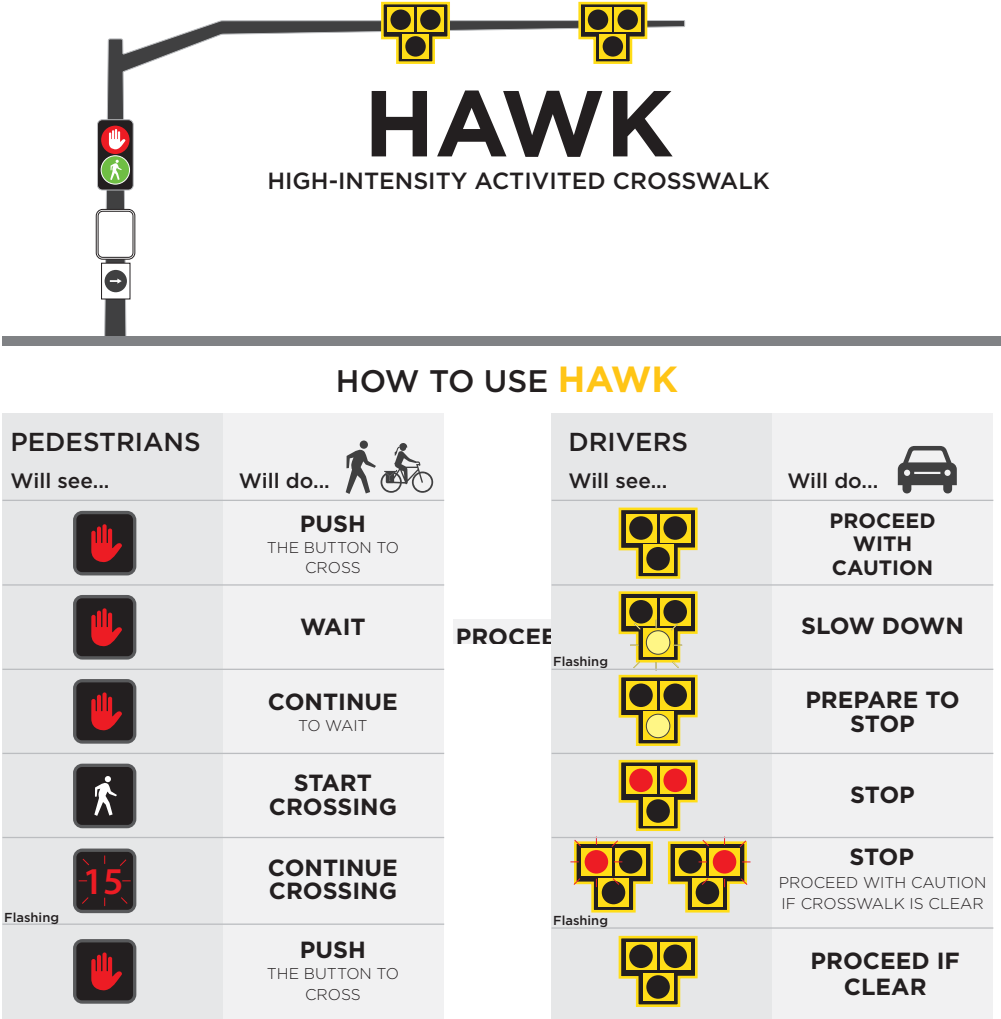 HAWK
HIGH-INTENSITY ACTIVITED CROSSWALK
HOW TO USE HAWK
PEDESTRIANS
Will see...
Will do...
PUSH
THE BUTTON TO
CROSS
WAIT
CONTINUE
TO WAIT
START
CROSSING
15
Flashing
CONTINUE
CROSSING
PUSH
THE BUTTON TO
CROSS
PROCEE
DRIVERS
Will see...
Will do...
PROCEED
WITH
CAUTION
Flashing
SLOW DOWN
PREPARE TO
STOP
STOP
Flashing
STOP
PROCEED WITH CAUTION
IF CROSSWALK IS CLEAR
PROCEED IF
CLEAR